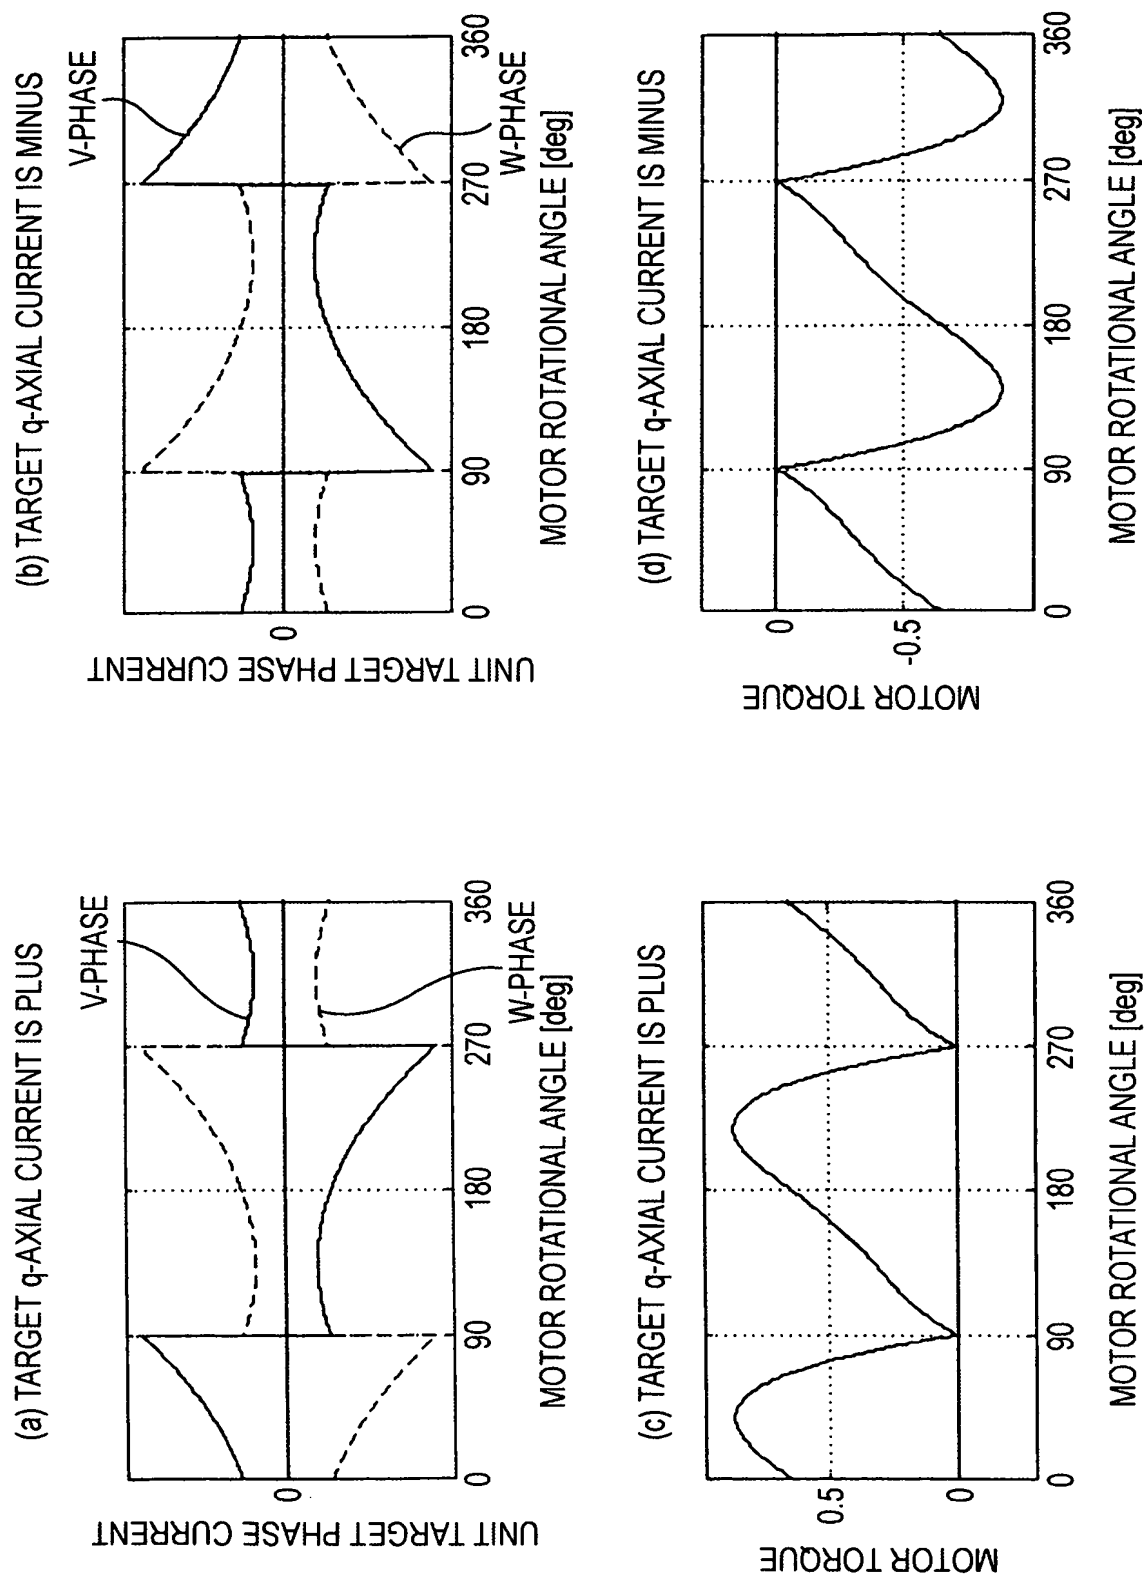 (a) TARGET q-AXIAL CURRENT IS PLUS
V-PHASE
UNIT TARGET PHASE CURRENT
0
0 90 180 270 360
W-PHASE
MOTOR ROTATIONAL ANGLE [deg]
(b) TARGET q-AXIAL CURRENT IS MINUS
V-PHASE
UNIT TARGET PHASE CURRENT
0
0 90 180 270 360
W-PHASE
MOTOR ROTATIONAL ANGLE [deg]
(c) TARGET q-AXIAL CURRENT IS PLUS
MOTOR TORQUE
0.5
0
0 90 180 270 360
MOTOR ROTATIONAL ANGLE [deg]
(d) TARGET q-AXIAL CURRENT IS MINUS
MOTOR TORQUE
0
-0.5
0 90 180 270 360
MOTOR ROTATIONAL ANGLE [deg]